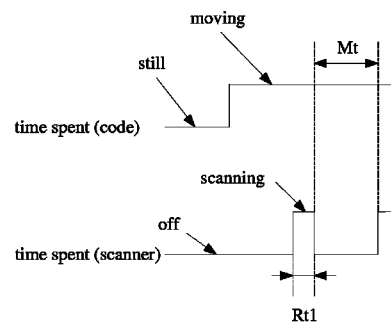 moving
Mt
still
time spent (code)
scanning
off
time spent (scanner)
Rt1